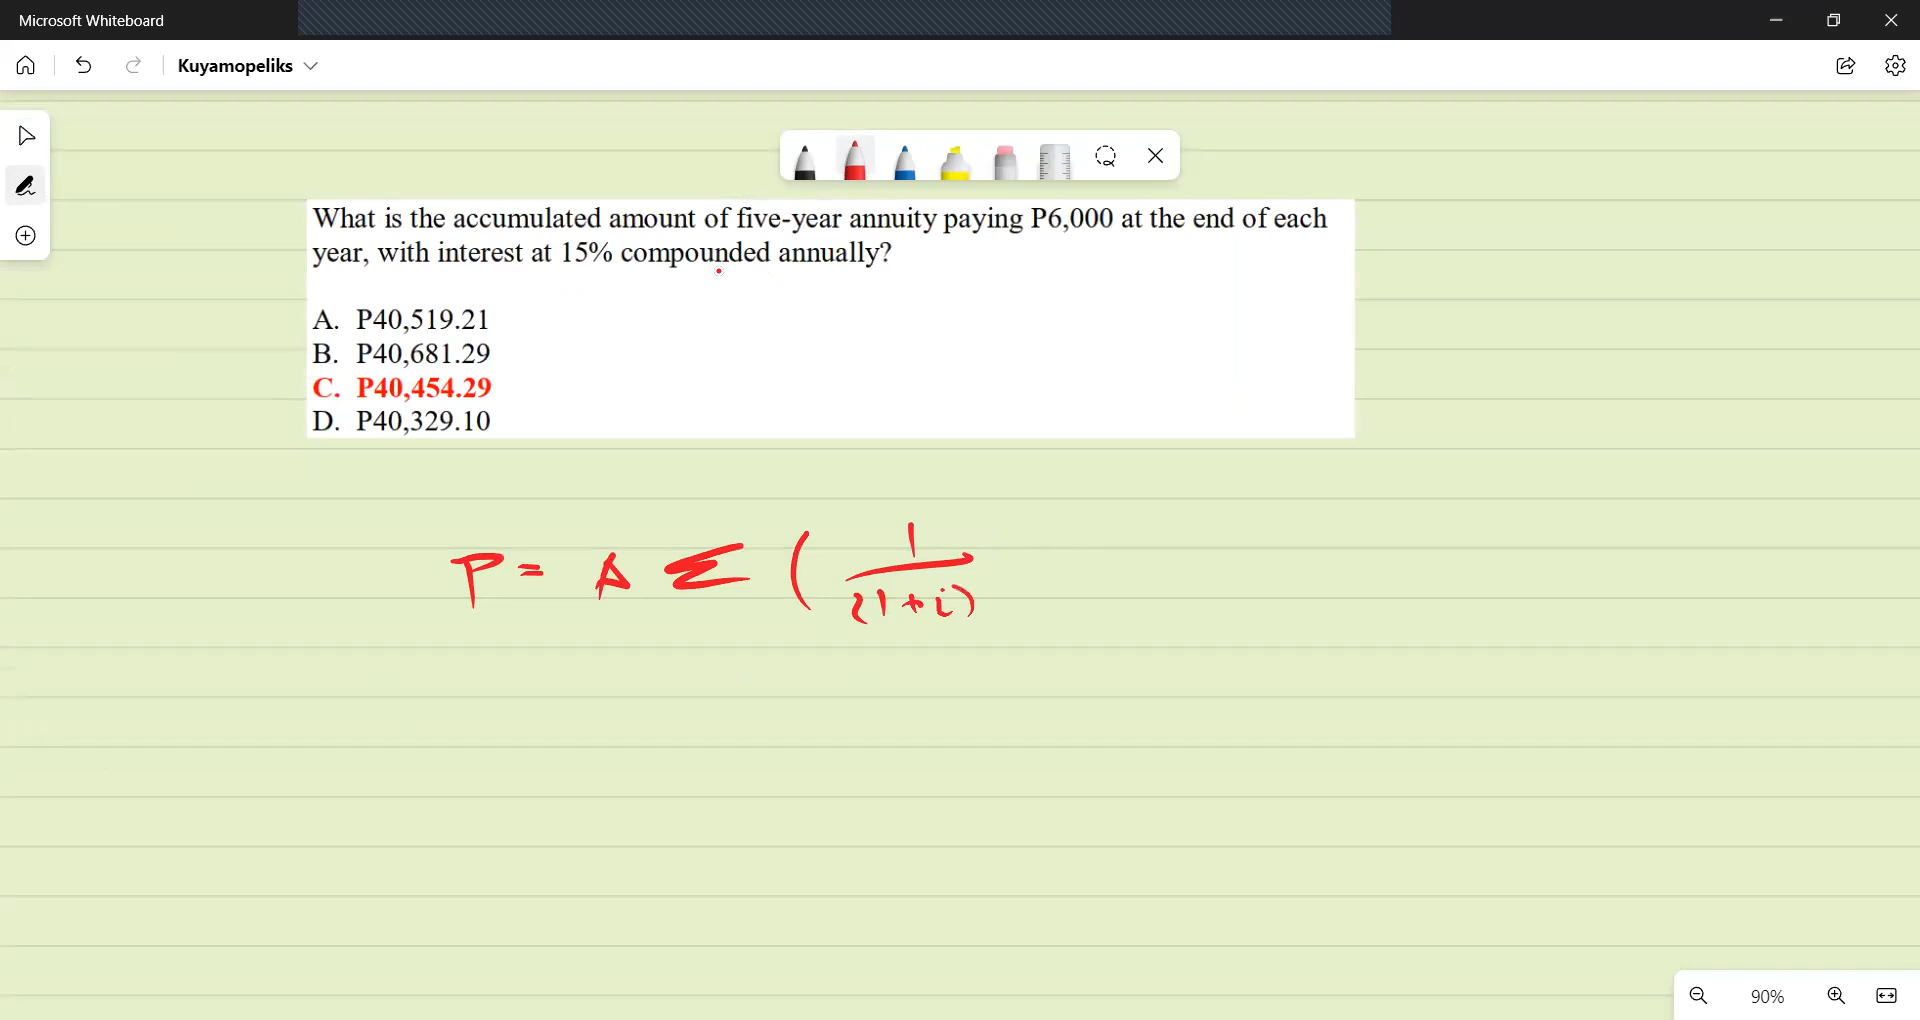 Microsoft Whiteboard
Kuyamopeliks
What is the accumulated amount of five-year annuity paying P6,000 at the end of each
year, with interest at 15% compounded annually?
A. P40,519.21
B. P40,681.29
C. P40,454.29
D. P40,329.10
P = A Σ ( 1
(1+i)
90%